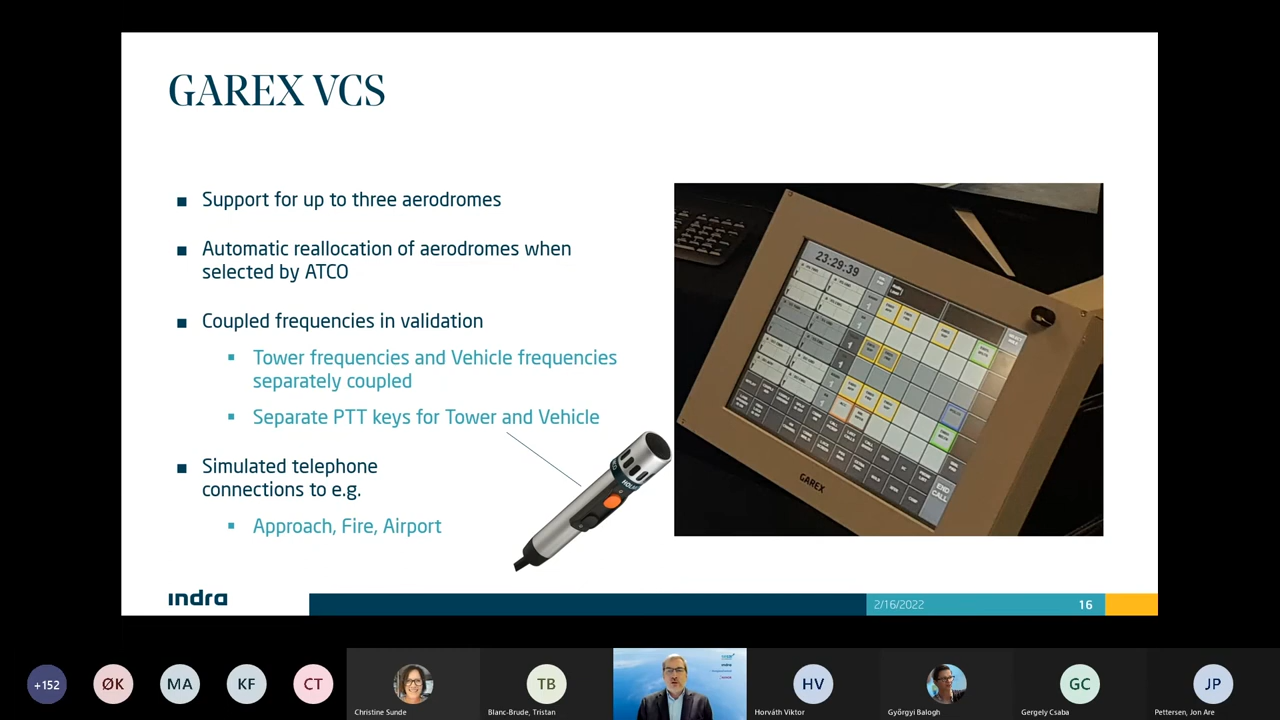 GAREX VCS
■ Support for up to three aerodromes
■ Automatic reallocation of aerodromes when
selected by ATCO
■ Coupled frequencies in validation
▪ Tower frequencies and Vehicle frequencies
separately coupled
▪ Separate PTT keys for Tower and Vehicle
■ Simulated telephone
connections to e.g.
▪ Approach, Fire, Airport
23:29:39
END
CALL
GAREX
indra
2/16/2022
16
+152
ØK
MA
KF
CT
Christine Sunde
TB
Blanc-Brude, Tristan
HV
Horváth Viktor
Györgyi Balogh
GC
Gergely Csaba
JP
Pettersen, Jon Are